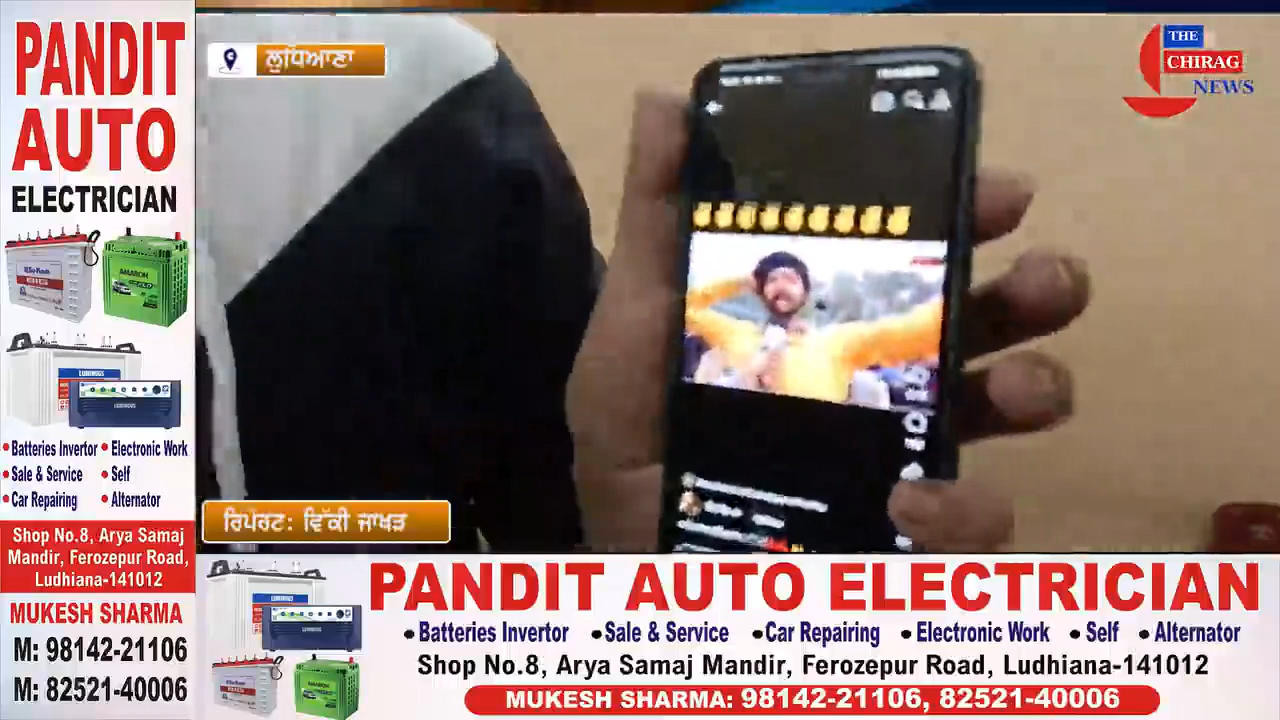 PANDIT
AUTO
ELECTRICIAN
AMARON
LUMINOUS
LUMINOUS
• Batteries Invertor • Electronic Work
• Sale & Service • Self
• Car Repairing • Alternator
Shop No.8, Arya Samaj
Mandir, Ferozepur Road,
Ludhiana-141012
MUKESH SHARMA
M: 98142-21106
M: 82521-40006
ਲੁਧਿਆਣਾ
THE
CHIRAG
NEWS
ਰਿਪੋਰਟ: ਵਿੱਕੀ ਜਾਖੜ
PANDIT AUTO ELECTRICIAN
•Batteries Invertor •Sale & Service •Car Repairing •Electronic Work •Self •Alternator
Shop No.8, Arya Samaj Mandir, Ferozepur Road, Ludhiana-141012
MUKESH SHARMA: 98142-21106, 82521-40006